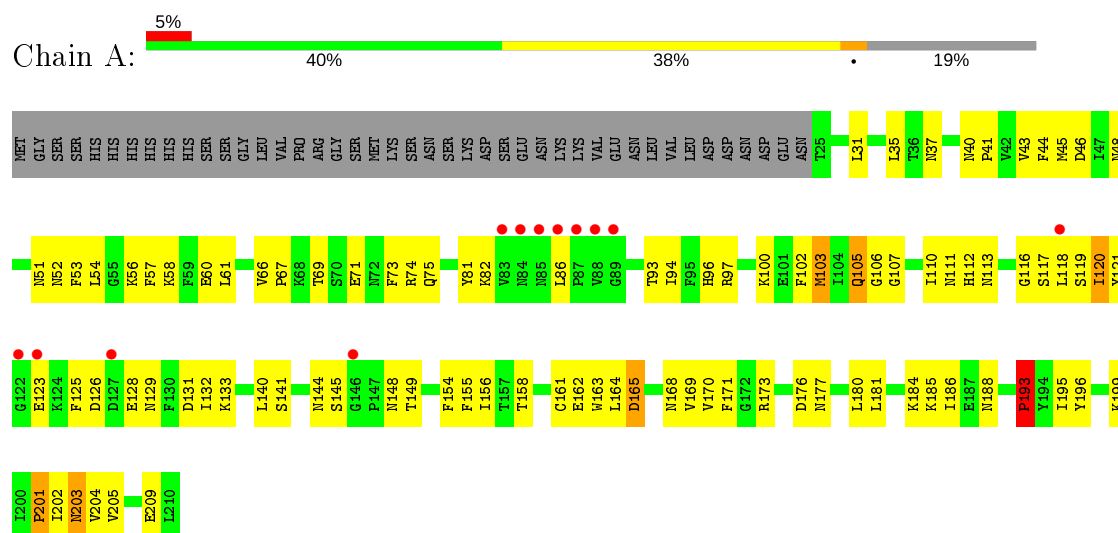 5%
Chain A:
40% 38% • 19%
MET GLY SER SER HIS HIS HIS HIS HIS HIS SER SER GLY LEU VAL PRO ARG GLY SER MET LYS SER ASN SER LYS ASP SER GLU ASN LYS LYS VAL GLU ASN LEU VAL LEU ASP ASP ASN ASP GLU ASN T25 L31 L35 T36 N37 N40 P41 V42 V43 F44 M45 D46 I47 N48
N51 N52 F53 L54 G55 K56 F57 K58 F59 E60 L61 V66 P67 K68 T69 S70 E71 N72 F73 R74 Q75 Y81 K82 V83 N84 N85 L86 P87 V88 G89 T93 I94 F95 H96 R97 K100 E101 F102 M103 I104 Q105 G106 G107 I110 N111 H112 N113 G116 S117 L118 S119 I120 Y121
G122 E123 K124 F125 D126 D127 E128 N129 F130 D131 I132 K133 L140 S141 N144 S145 G146 P147 N148 T149 F154 F155 I156 T157 T158 C161 E162 W163 L164 D165 N168 V169 V170 F171 G172 R173 D176 N177 L180 L181 K184 K185 I186 E187 N188 P193 Y194 I195 Y196 K199
I200 P201 I202 N203 V204 V205 E209 L210